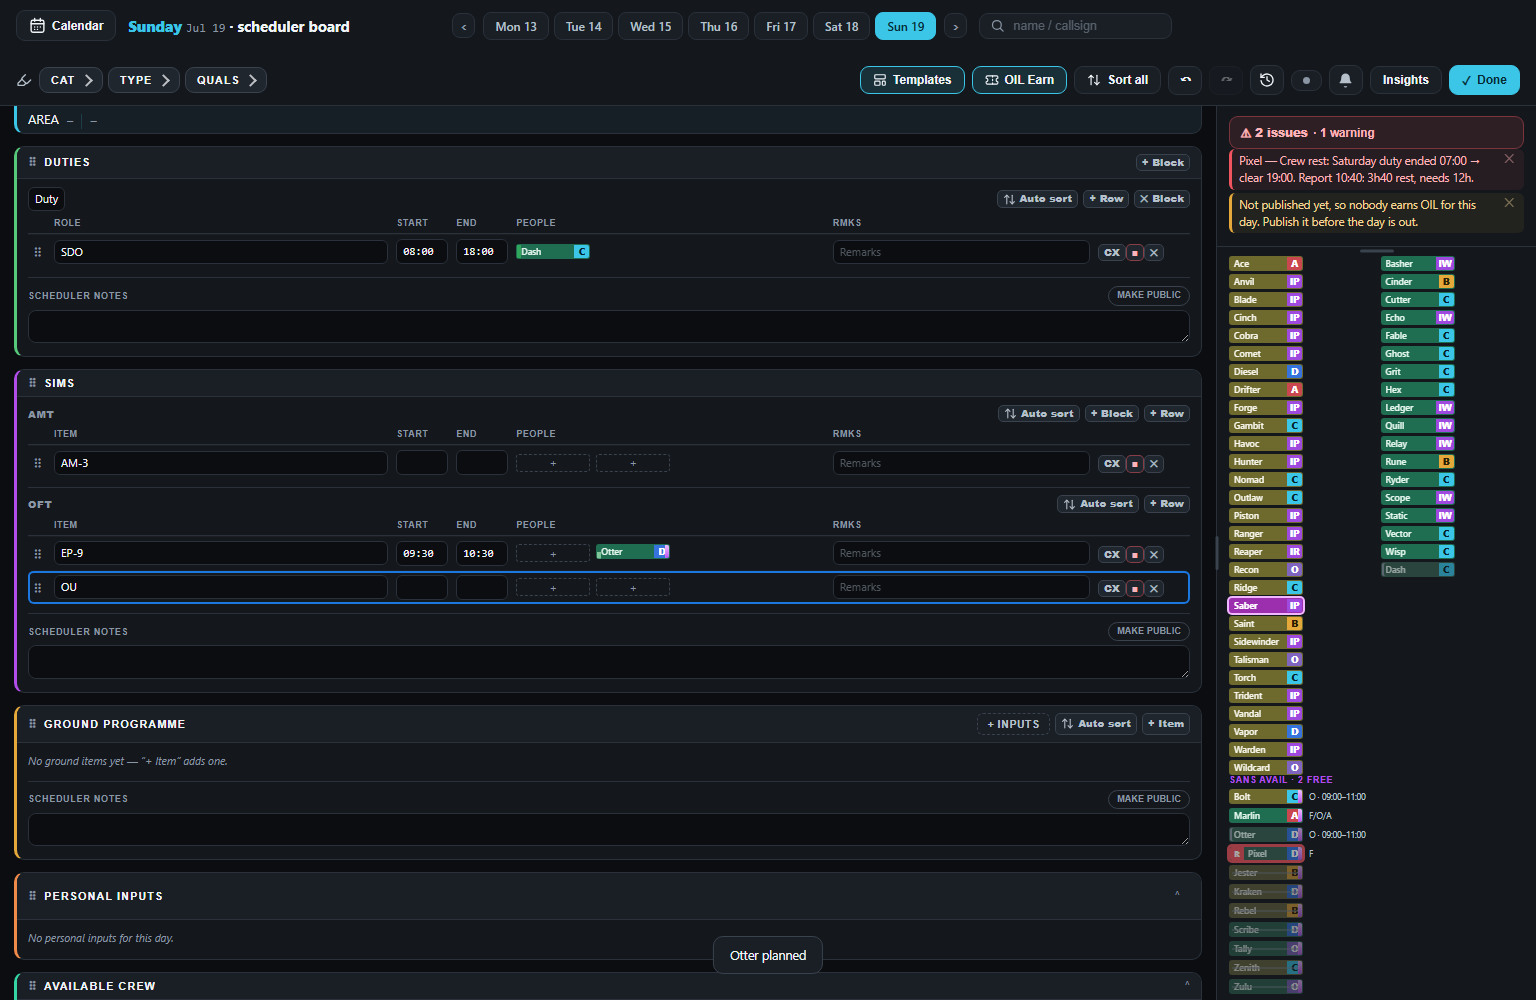 Calendar
Sunday Jul 19 · scheduler board
‹ Mon 13 Tue 14 Wed 15 Thu 16 Fri 17 Sat 18 Sun 19 ›
name / callsign
CAT TYPE QUALS
Templates OIL Earn Sort all Insights ✓ Done
AREA – –
DUTIES
+ Block
Duty
Auto sort + Row ✕ Block
ROLE START END PEOPLE RMKS
SDO 08:00 18:00 Dash C Remarks CX ✕
SCHEDULER NOTES
MAKE PUBLIC
SIMS
AMT
Auto sort + Block + Row
ITEM START END PEOPLE RMKS
AM-3 + + Remarks CX ✕
OFT
Auto sort + Row
ITEM START END PEOPLE RMKS
EP-9 09:30 10:30 + Otter D Remarks CX ✕
OU + + Remarks CX ✕
SCHEDULER NOTES
MAKE PUBLIC
GROUND PROGRAMME
+ INPUTS Auto sort + Item
No ground items yet — "+ Item" adds one.
SCHEDULER NOTES
MAKE PUBLIC
PERSONAL INPUTS
No personal inputs for this day.
Otter planned
AVAILABLE CREW
⚠ 2 issues · 1 warning
Pixel — Crew rest: Saturday duty ended 07:00 →
clear 19:00. Report 10:40: 3h40 rest, needs 12h.
Not published yet, so nobody earns OIL for this
day. Publish it before the day is out.
Ace A
Anvil IP
Blade IP
Cinch IP
Cobra IP
Comet IP
Diesel D
Drifter A
Forge IP
Gambit C
Havoc IP
Hunter IP
Nomad C
Outlaw C
Piston IP
Ranger IP
Reaper IR
Recon O
Ridge C
Saber IP
Saint B
Sidewinder IP
Talisman O
Torch C
Trident IP
Vandal IP
Vapor D
Warden IP
Wildcard O
Basher IW
Cinder B
Cutter C
Echo IW
Fable C
Ghost C
Grit C
Hex C
Ledger IW
Quill IW
Relay IW
Rune B
Ryder C
Scope IW
Static IW
Vector C
Wisp C
Dash C
SANS AVAIL · 2 FREE
Bolt C O · 09:00–11:00
Marlin A F/O/A
Otter D O · 09:00–11:00
R Pixel D F
Jester B
Kraken D
Rebel B
Scribe D
Tally O
Zenith C
Zulu O